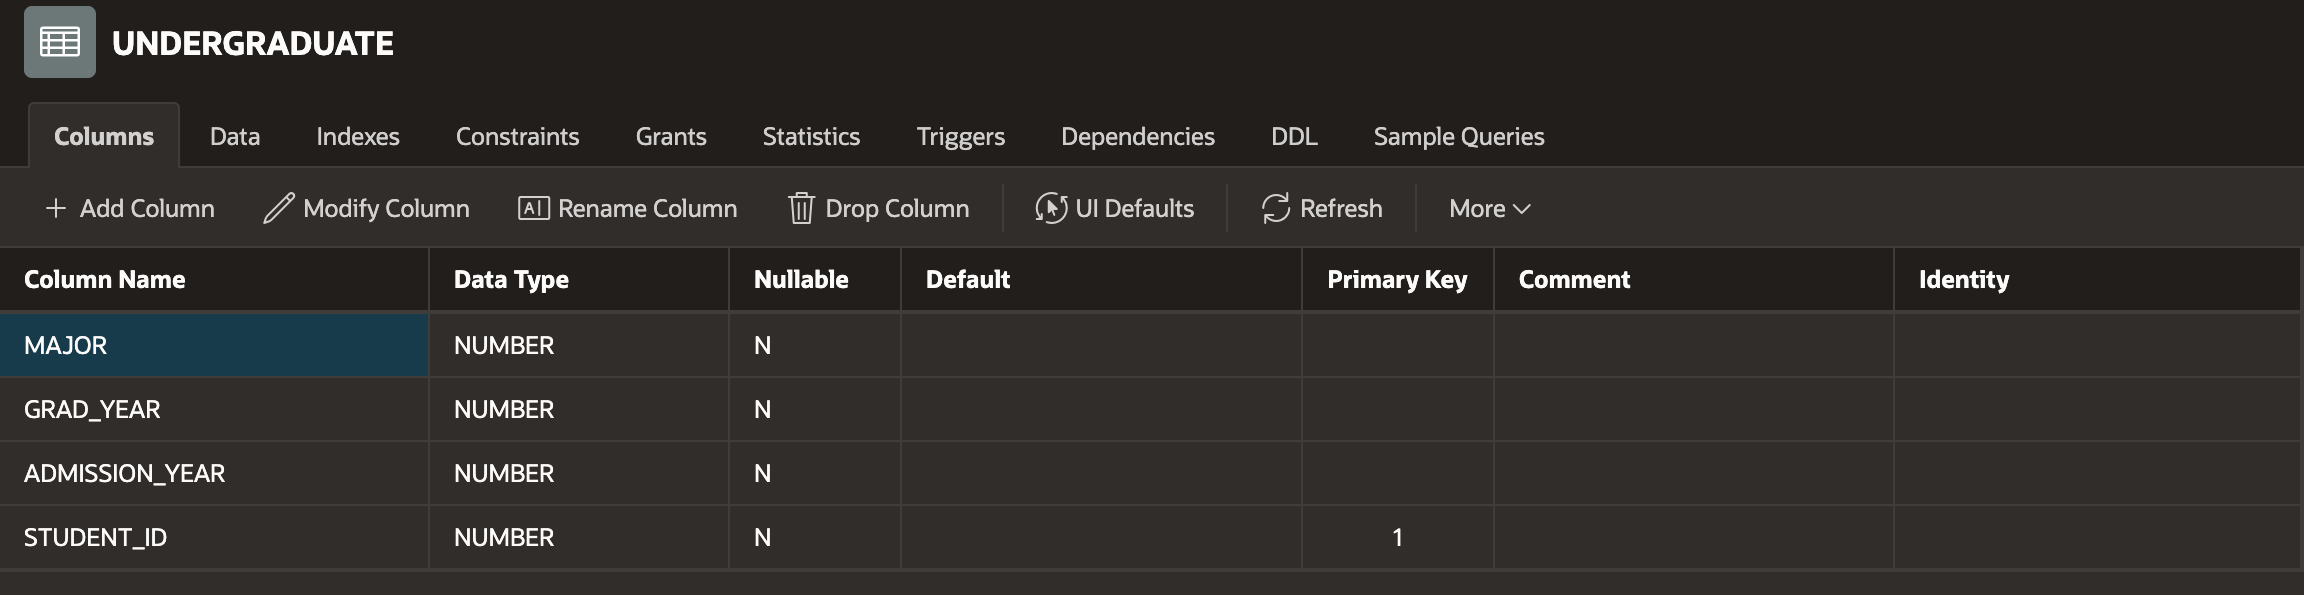 UNDERGRADUATE
Columns Data Indexes Constraints Grants Statistics Triggers Dependencies DDL Sample Queries
Add Column Modify Column AI Rename Column Drop Column UI Defaults Refresh More
Column Name Data Type Nullable Default Primary Key Comment Identity
MAJOR NUMBER N
GRAD_YEAR NUMBER N
ADMISSION_YEAR NUMBER N
STUDENT_ID NUMBER N 1